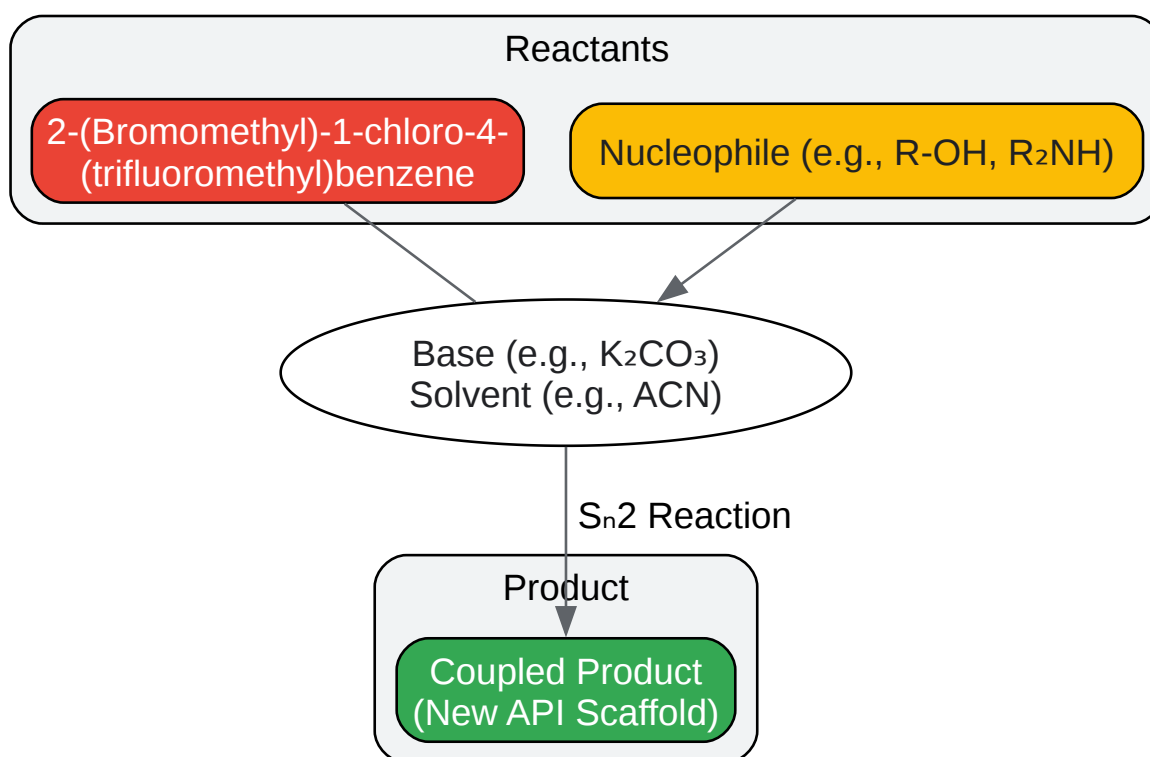 Reactants
2-(Bromomethyl)-1-chloro-4-
(trifluoromethyl)benzene
Nucleophile (e.g., R-OH, R₂NH)
Base (e.g., K₂CO₃)
Solvent (e.g., ACN)
Sₙ2 Reaction
Product
Coupled Product
(New API Scaffold)